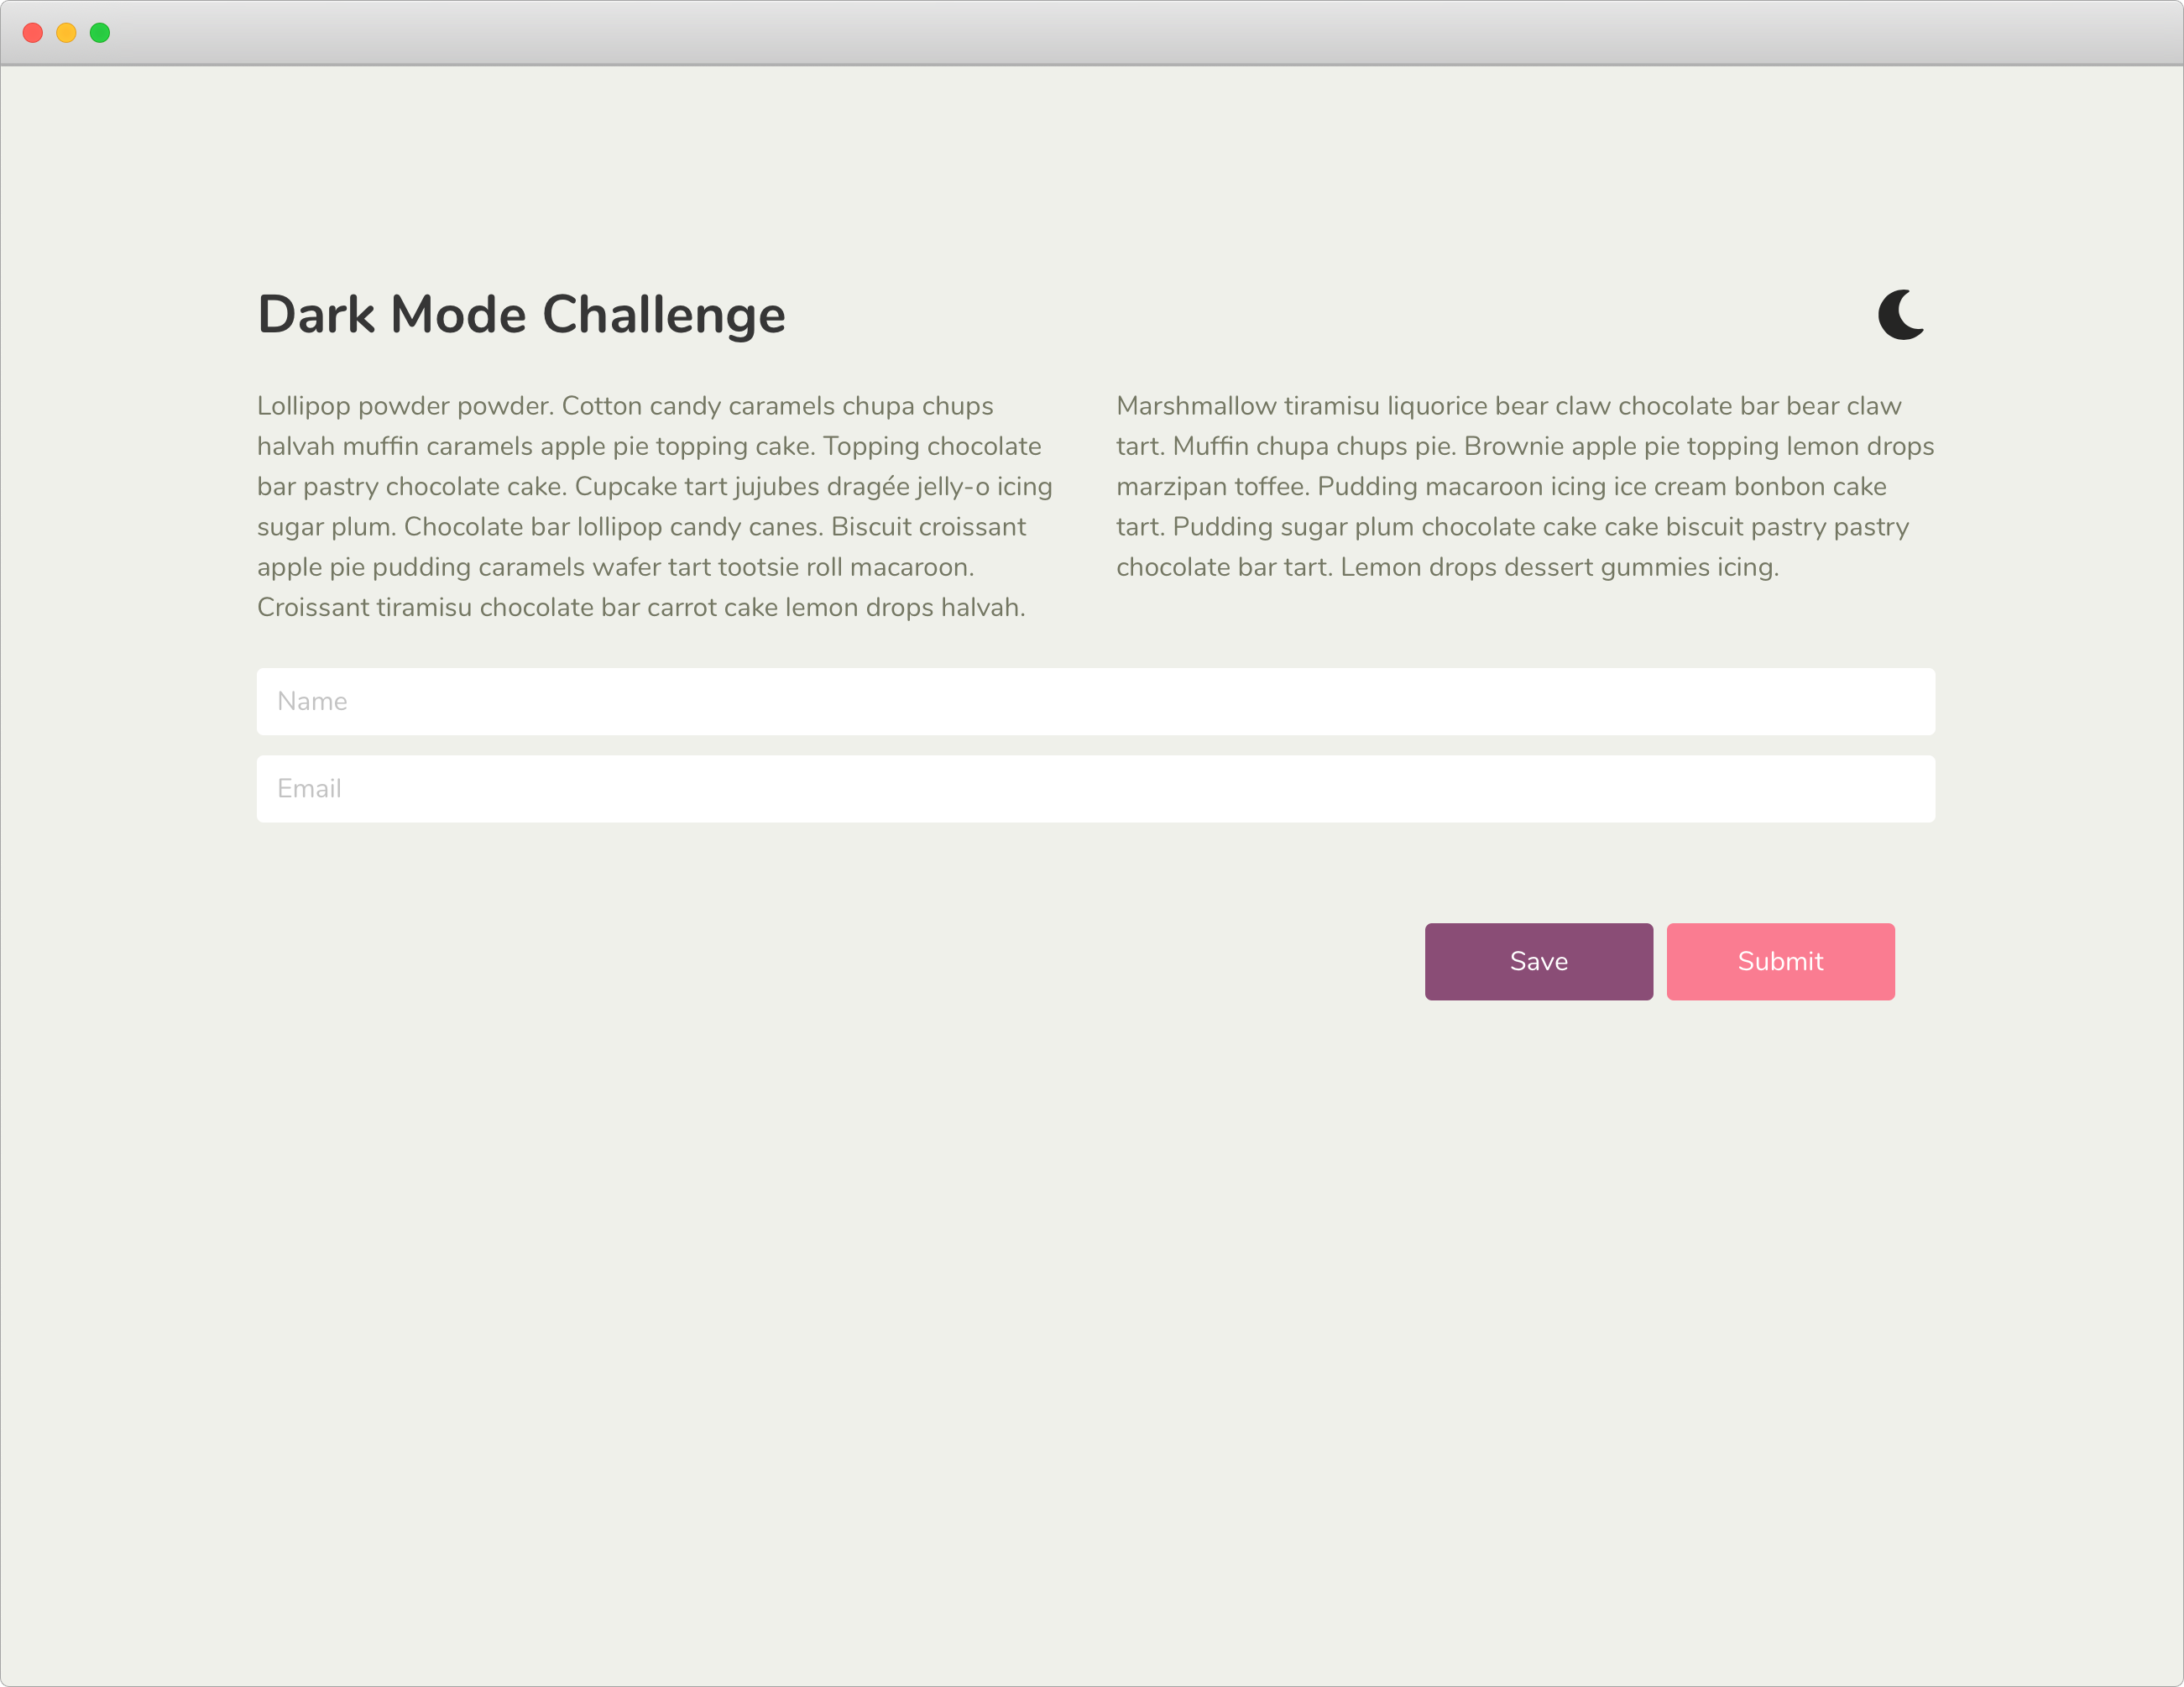 Dark Mode Challenge
Lollipop powder powder. Cotton candy caramels chupa chups
halvah muffin caramels apple pie topping cake. Topping chocolate
bar pastry chocolate cake. Cupcake tart jujubes dragée jelly-o icing
sugar plum. Chocolate bar lollipop candy canes. Biscuit croissant
apple pie pudding caramels wafer tart tootsie roll macaroon.
Croissant tiramisu chocolate bar carrot cake lemon drops halvah.
Marshmallow tiramisu liquorice bear claw chocolate bar bear claw
tart. Muffin chupa chups pie. Brownie apple pie topping lemon drops
marzipan toffee. Pudding macaroon icing ice cream bonbon cake
tart. Pudding sugar plum chocolate cake cake biscuit pastry pastry
chocolate bar tart. Lemon drops dessert gummies icing.
Name
Email
Save
Submit